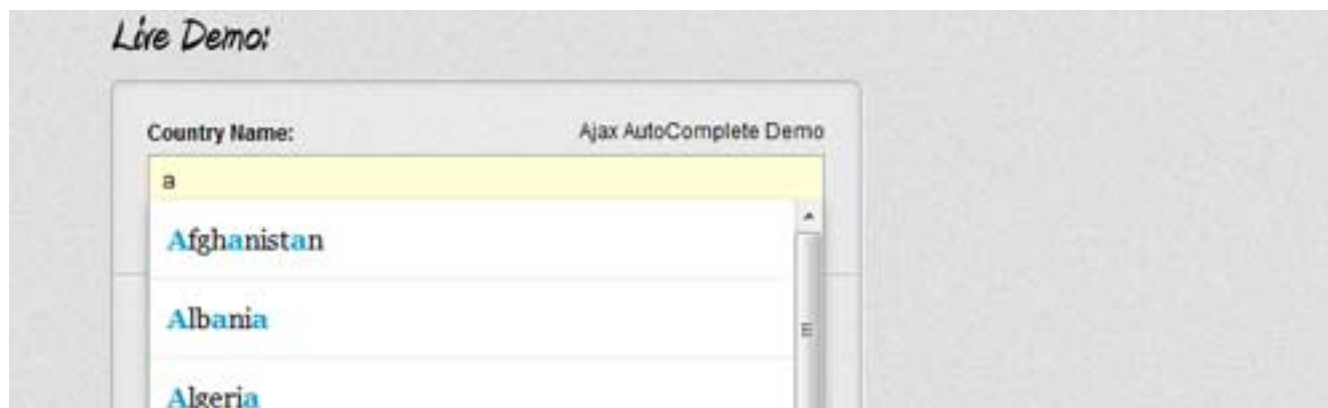 Live Demo:
Country Name: Ajax AutoComplete Demo
a
Afghanistan
Albania
Algeria